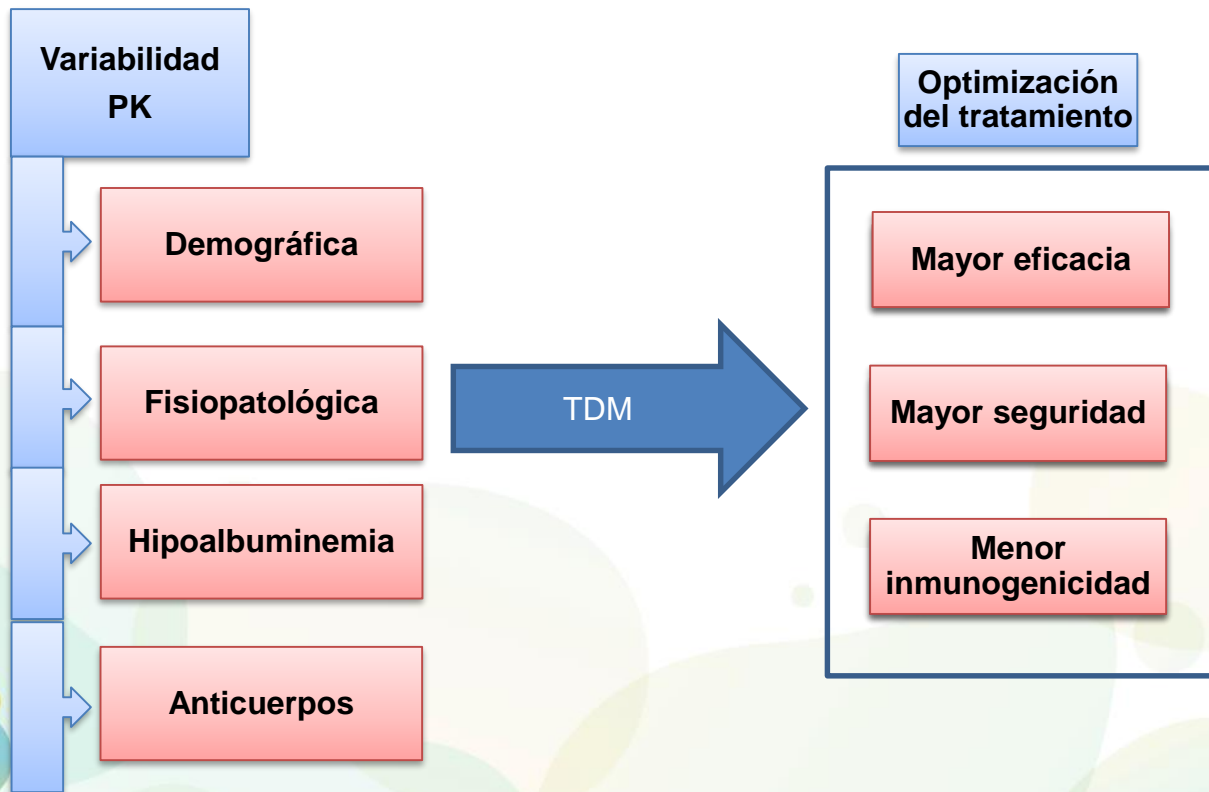 Variabilidad
PK
Demográfica
Fisiopatológica
Hipoalbuminemia
Anticuerpos
TDM
Optimización
del tratamiento
Mayor eficacia
Mayor seguridad
Menor
inmunogenicidad